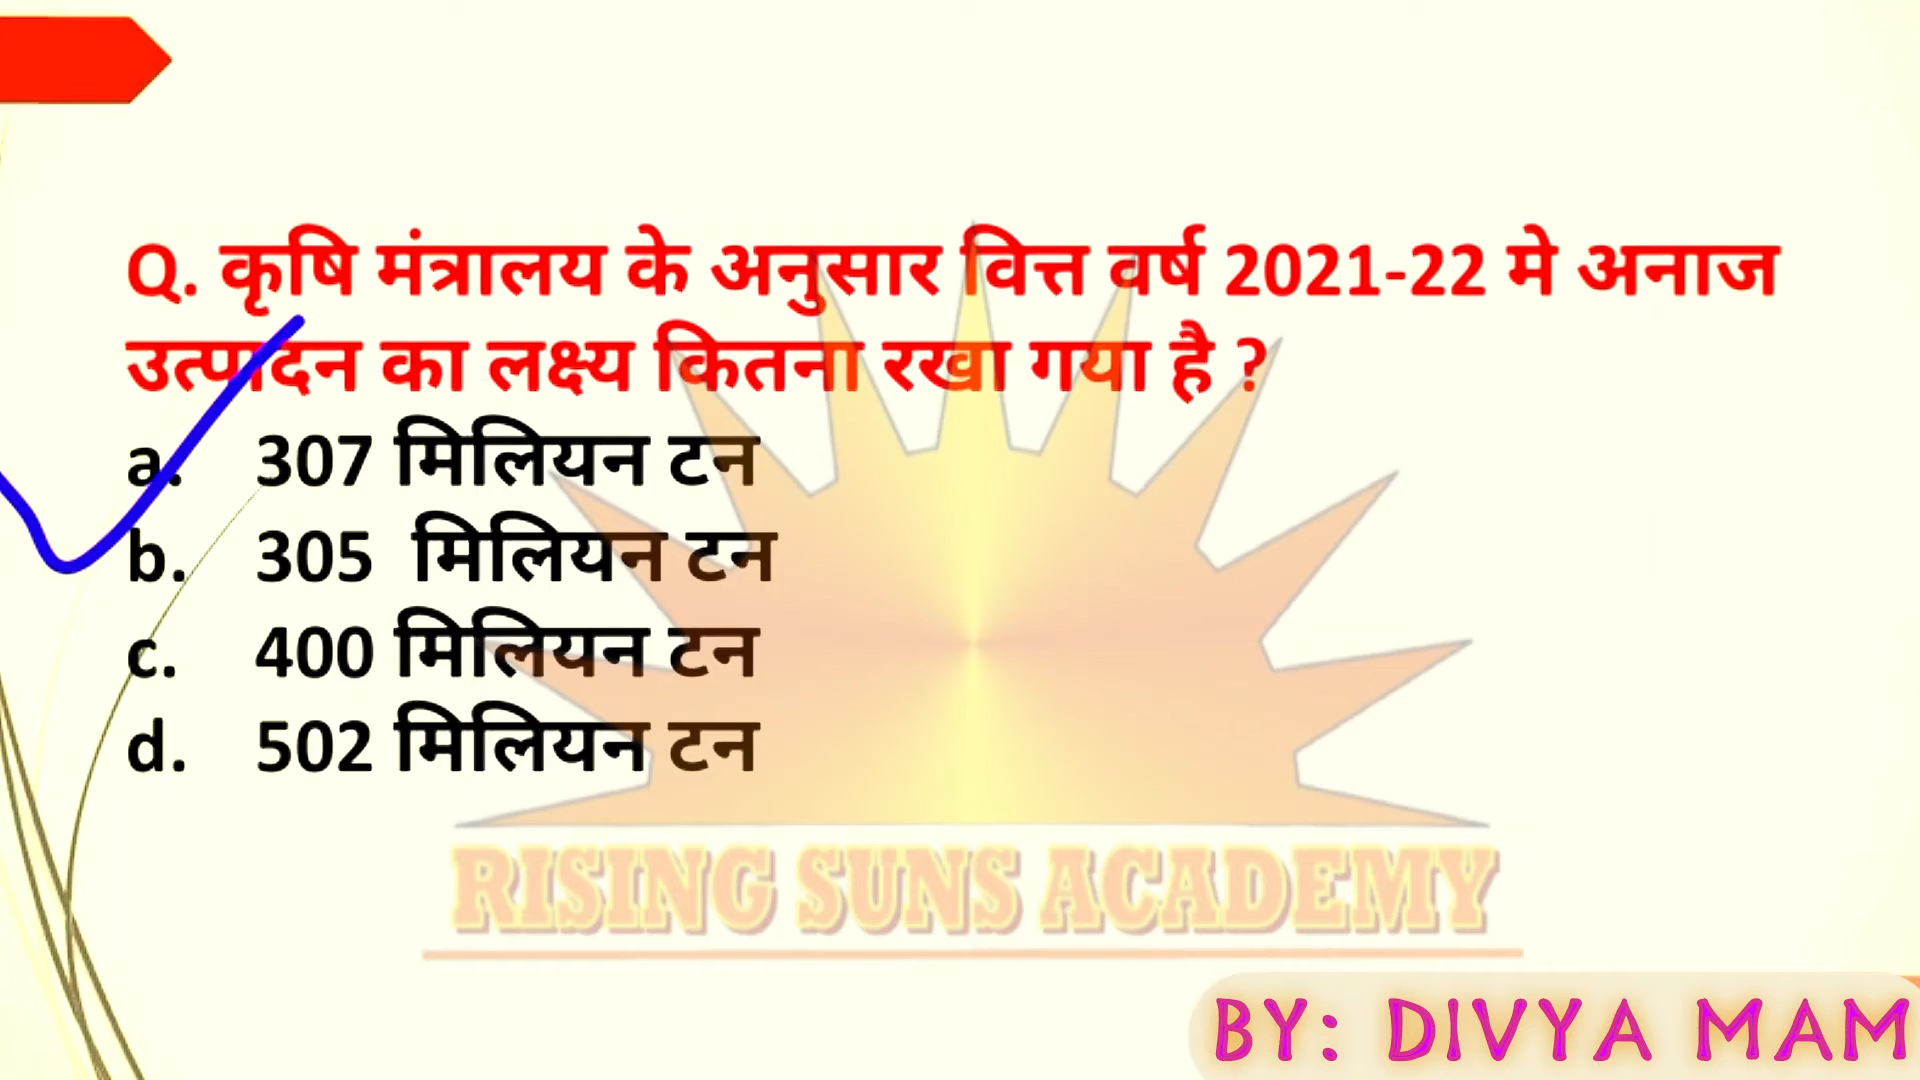 Q. कृषि मंत्रालय के अनुसार वित्त वर्ष 2021-22 मे अनाज
उत्पादन का लक्ष्य कितना रखा गया है ?
a. 307 मिलियन टन
b. 305 मिलियन टन
c. 400 मिलियन टन
d. 502 मिलियन टन
RISING SUNS ACADEMY
BY: DIVYA MAM